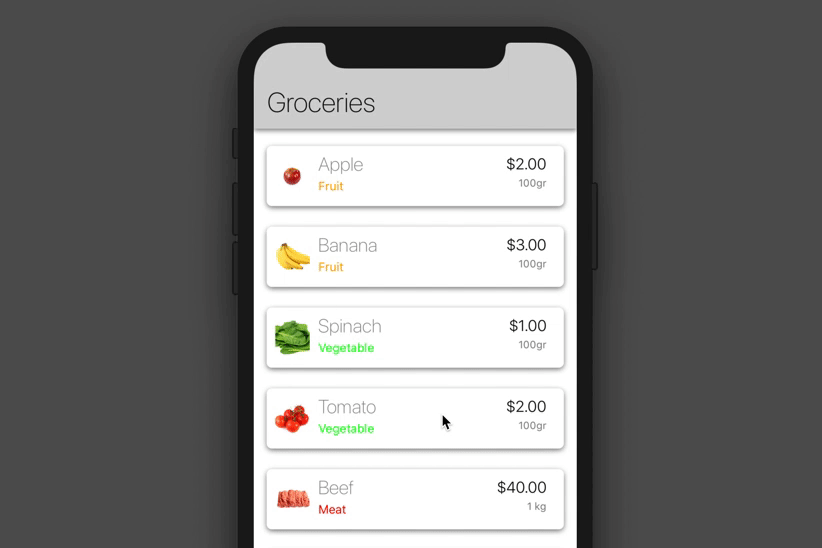 Groceries
Apple $2.00
Fruit 100gr
Banana $3.00
Fruit 100gr
Spinach $1.00
Vegetable 100gr
Tomato $2.00
Vegetable 100gr
Beef $40.00
Meat 1 kg